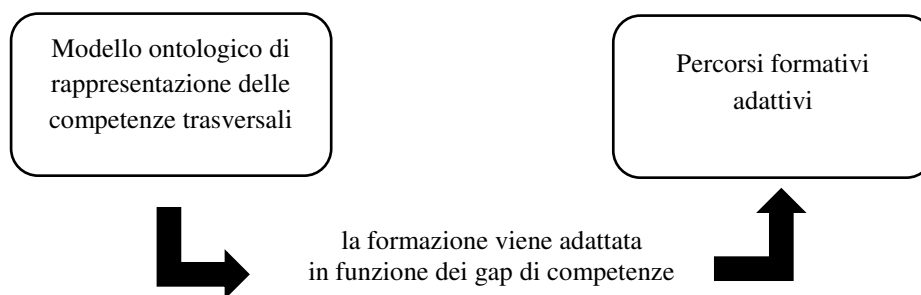 Modello ontologico di
rappresentazione delle
competenze trasversali
Percorsi formativi
adattivi
la formazione viene adattata
in funzione dei gap di competenze